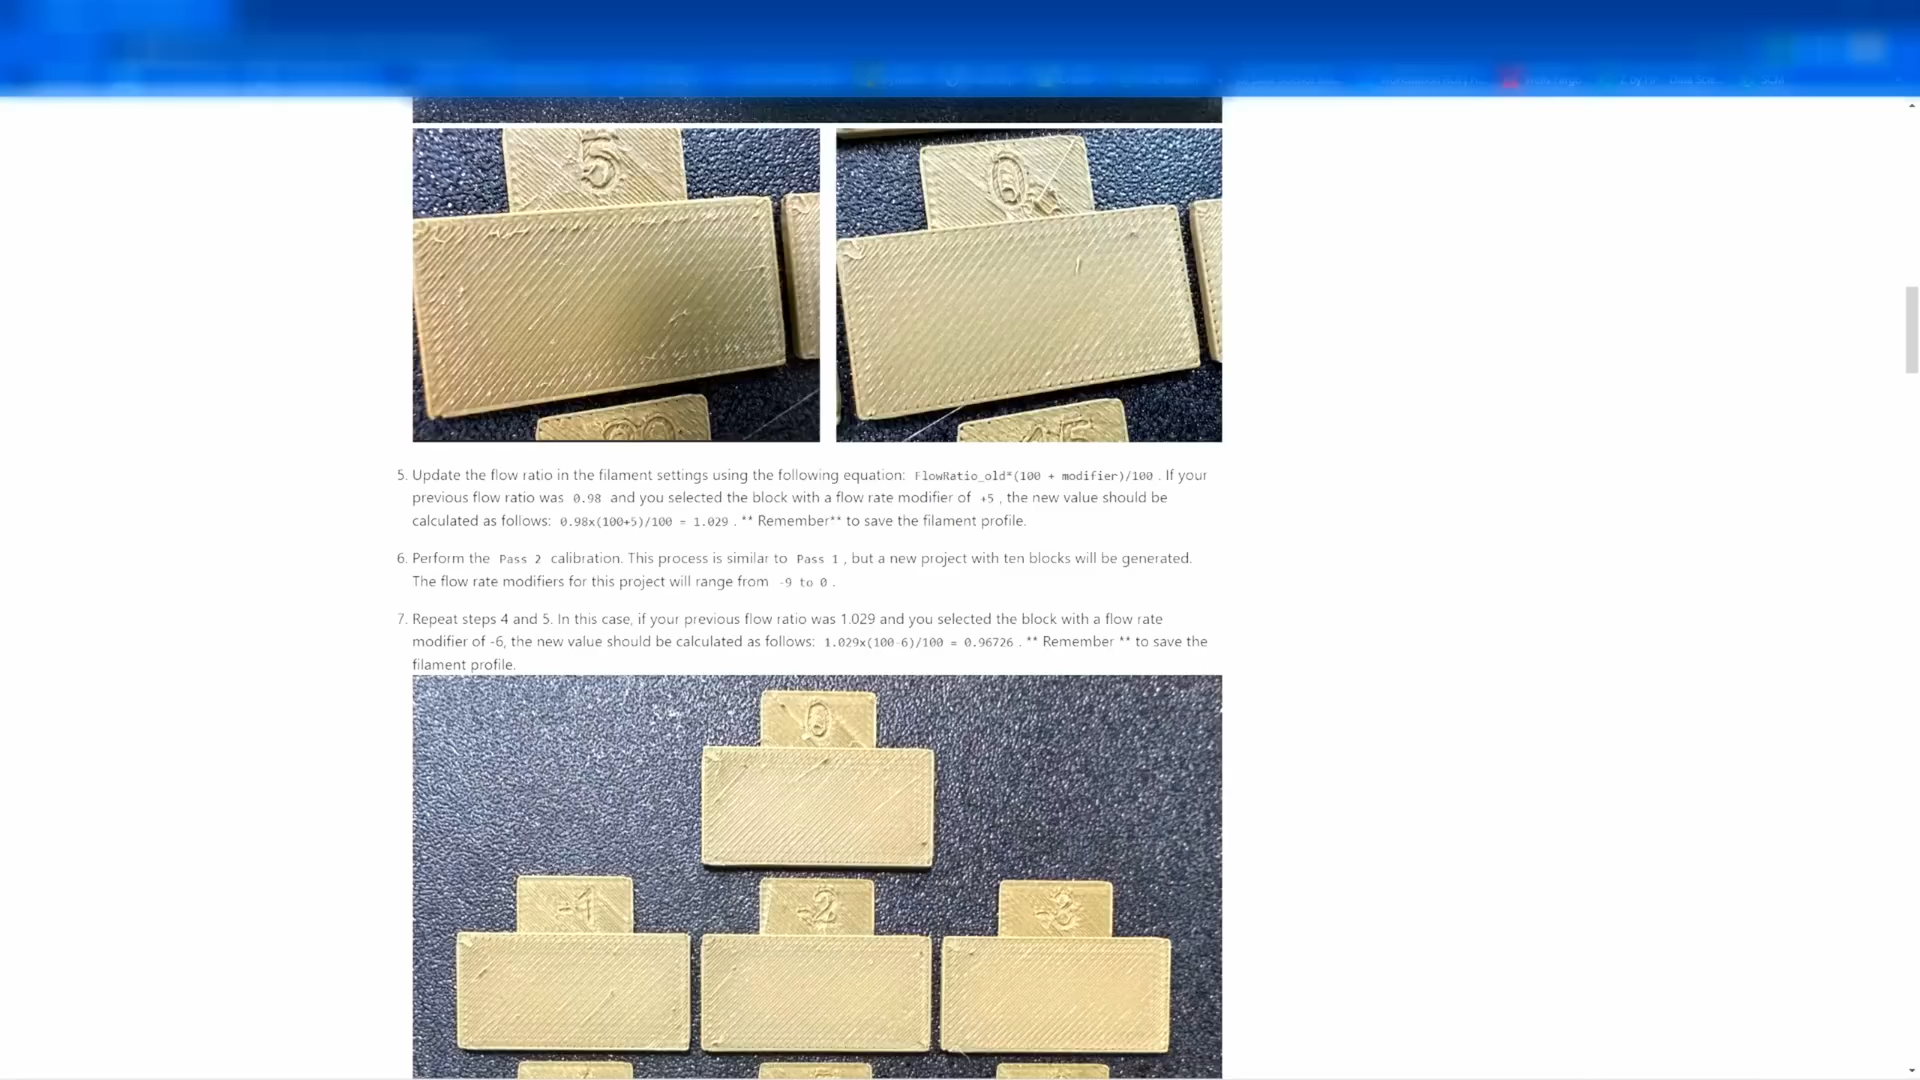 5
0
5. Update the flow ratio in the filament settings using the following equation: FlowRatio_old*(100 + modifier)/100 . If your
previous flow ratio was 0.98 and you selected the block with a flow rate modifier of +5 , the new value should be
calculated as follows: 0.98x(100+5)/100 = 1.029 . ** Remember** to save the filament profile.
6. Perform the Pass 2 calibration. This process is similar to Pass 1 , but a new project with ten blocks will be generated.
The flow rate modifiers for this project will range from -9 to 0 .
7. Repeat steps 4 and 5. In this case, if your previous flow ratio was 1.029 and you selected the block with a flow rate
modifier of -6, the new value should be calculated as follows: 1.029x(100-6)/100 = 0.96726 . ** Remember ** to save the
filament profile.
0
-1
-2
-3